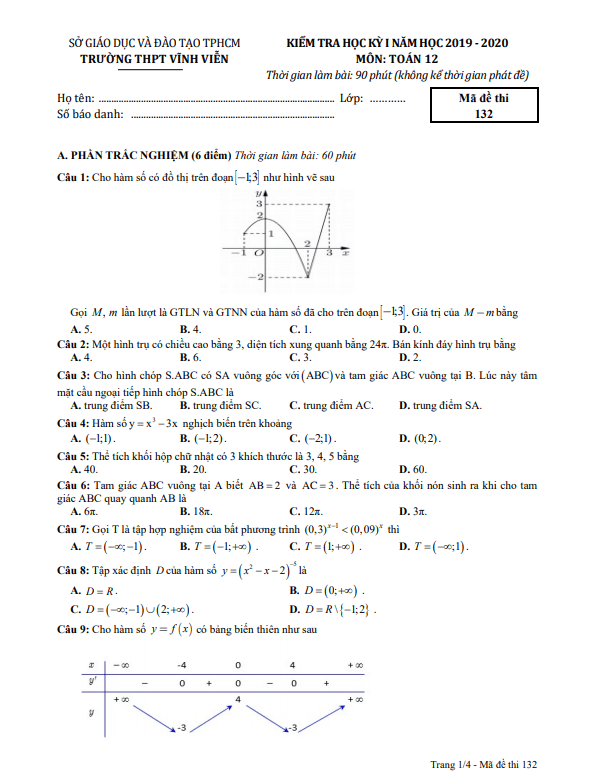 SỞ GIÁO DỤC VÀ ĐÀO TẠO TPHCM
TRƯỜNG THPT VĨNH VIỄN
KIỂM TRA HỌC KỲ I NĂM HỌC 2019 - 2020
MÔN: TOÁN 12
Thời gian làm bài: 90 phút (không kể thời gian phát đề)
Họ tên: .......................................................................... Lớp: ............
Số báo danh: ................................................................
Mã đề thi
132
A. PHẦN TRẮC NGHIỆM (6 điểm) Thời gian làm bài: 60 phút
Câu 1: Cho hàm số có đồ thị trên đoạn [−1;3] như hình vẽ sau
y
3
2
1
2
−1 O 3 x
−2
Gọi M, m lần lượt là GTLN và GTNN của hàm số đã cho trên đoạn [−1;3]. Giá trị của M − m bằng
A. 5. B. 4. C. 1. D. 0.
Câu 2: Một hình trụ có chiều cao bằng 3, diện tích xung quanh bằng 24π. Bán kính đáy hình trụ bằng
A. 4. B. 6. C. 3. D. 2.
Câu 3: Cho hình chóp S.ABC có SA vuông góc với (ABC) và tam giác ABC vuông tại B. Lúc này tâm
mặt cầu ngoại tiếp hình chóp S.ABC là
A. trung điểm SB. B. trung điểm SC. C. trung điểm AC. D. trung điểm SA.
Câu 4: Hàm số y = x³ − 3x nghịch biến trên khoảng
A. (−1;1). B. (−1;2). C. (−2;1). D. (0;2).
Câu 5: Thể tích khối hộp chữ nhật có 3 khích thước là 3, 4, 5 bằng
A. 40. B. 20. C. 30. D. 60.
Câu 6: Tam giác ABC vuông tại A biết AB = 2 và AC = 3. Thể tích của khối nón sinh ra khi cho tam
giác ABC quay quanh AB là
A. 6π. B. 18π. C. 12π. D. 3π.
Câu 7: Gọi T là tập hợp nghiệm của bất phương trình (0,3)ˣ⁻¹ < (0,09)ˣ thì
A. T = (−∞;−1). B. T = (−1;+∞). C. T = (1;+∞). D. T = (−∞;1).
Câu 8: Tập xác định D của hàm số y = (x² − x − 2)⁻⁵ là
A. D = R. B. D = (0;+∞).
C. D = (−∞;−1) ∪ (2;+∞). D. D = R \ {−1;2}.
Câu 9: Cho hàm số y = f(x) có bảng biến thiên như sau
x −∞ -4 0 4 +∞
y' − 0 + 0 − 0 +
+∞ 4 +∞
y
-3 -3
Trang 1/4 - Mã đề thi 132